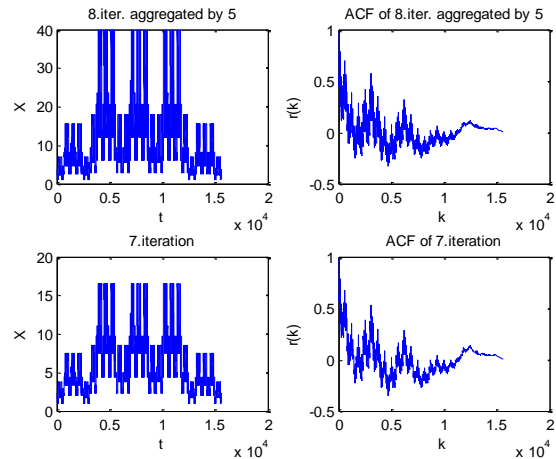 8.iter. aggregated by 5
40
30
20
10
0
X
0 0.5 1 1.5 2
t
x 10^4
ACF of 8.iter. aggregated by 5
1
0.5
0
-0.5
r(k)
0 0.5 1 1.5 2
k
x 10^4
7.iteration
20
15
10
5
0
X
0 0.5 1 1.5 2
t
x 10^4
ACF of 7.iteration
1
0.5
0
-0.5
r(k)
0 0.5 1 1.5 2
k
x 10^4